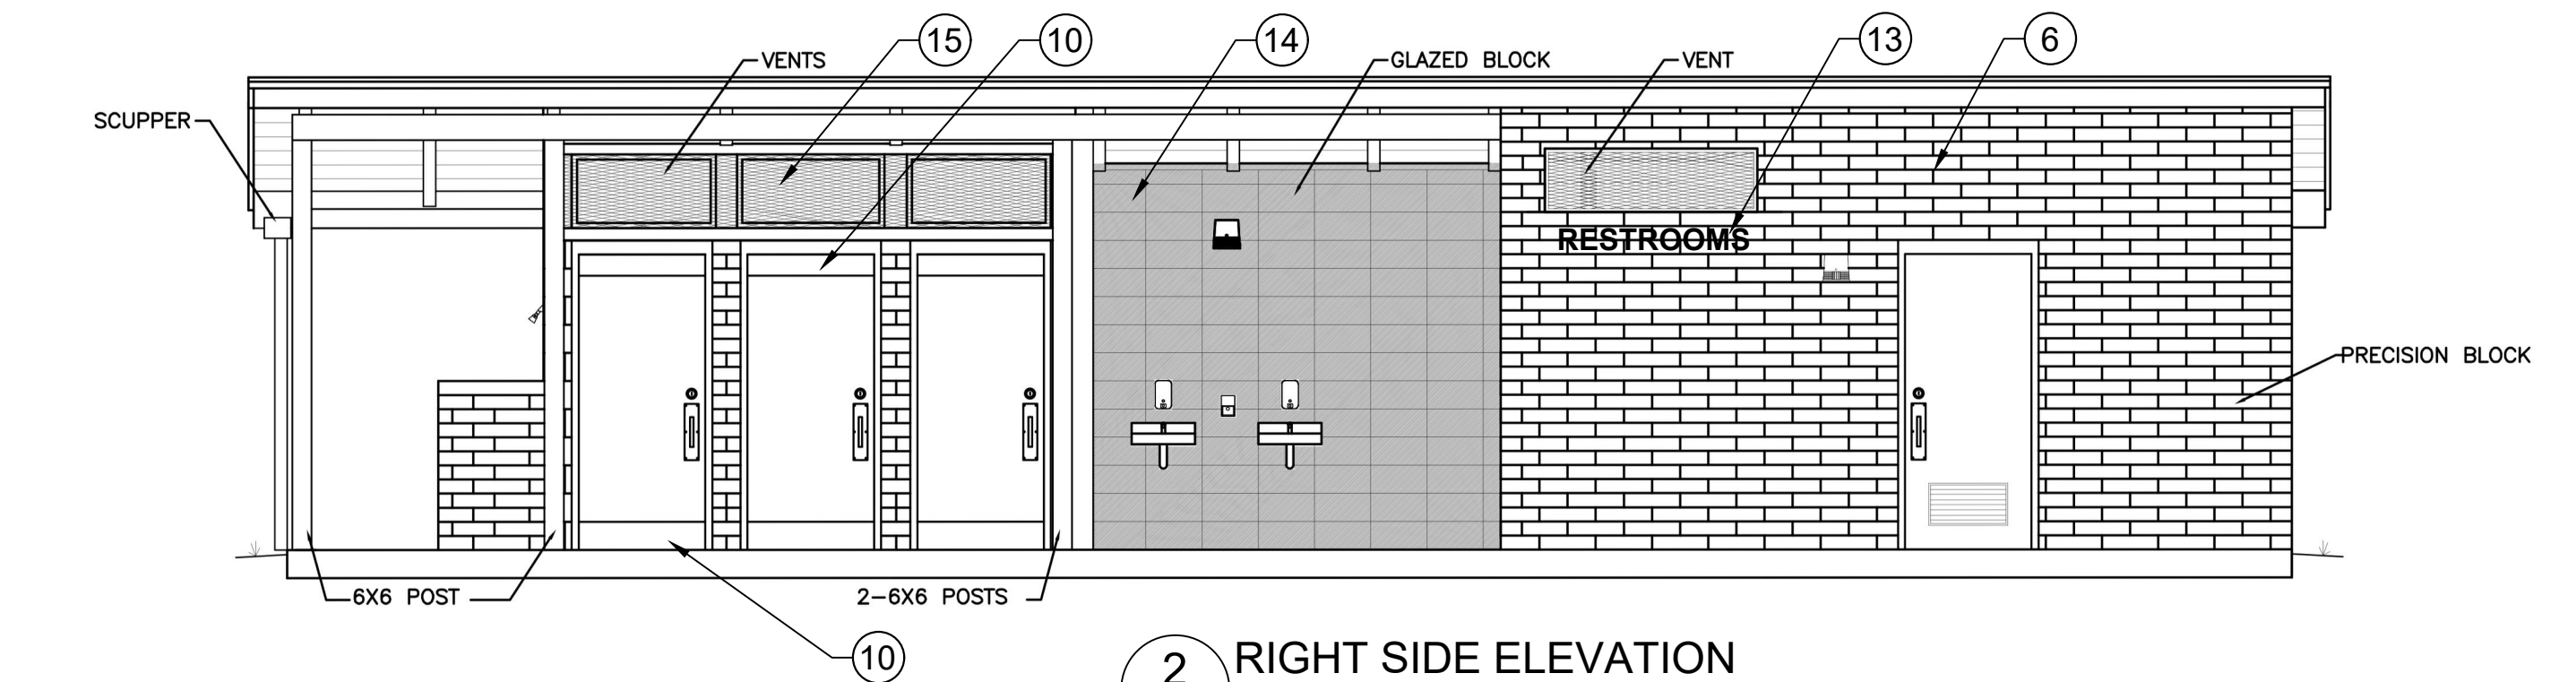 15
10
14
13
6
VENTS
GLAZED BLOCK
VENT
SCUPPER
RESTROOMS
PRECISION BLOCK
6X6 POST
2-6X6 POSTS
10
2
RIGHT SIDE ELEVATION